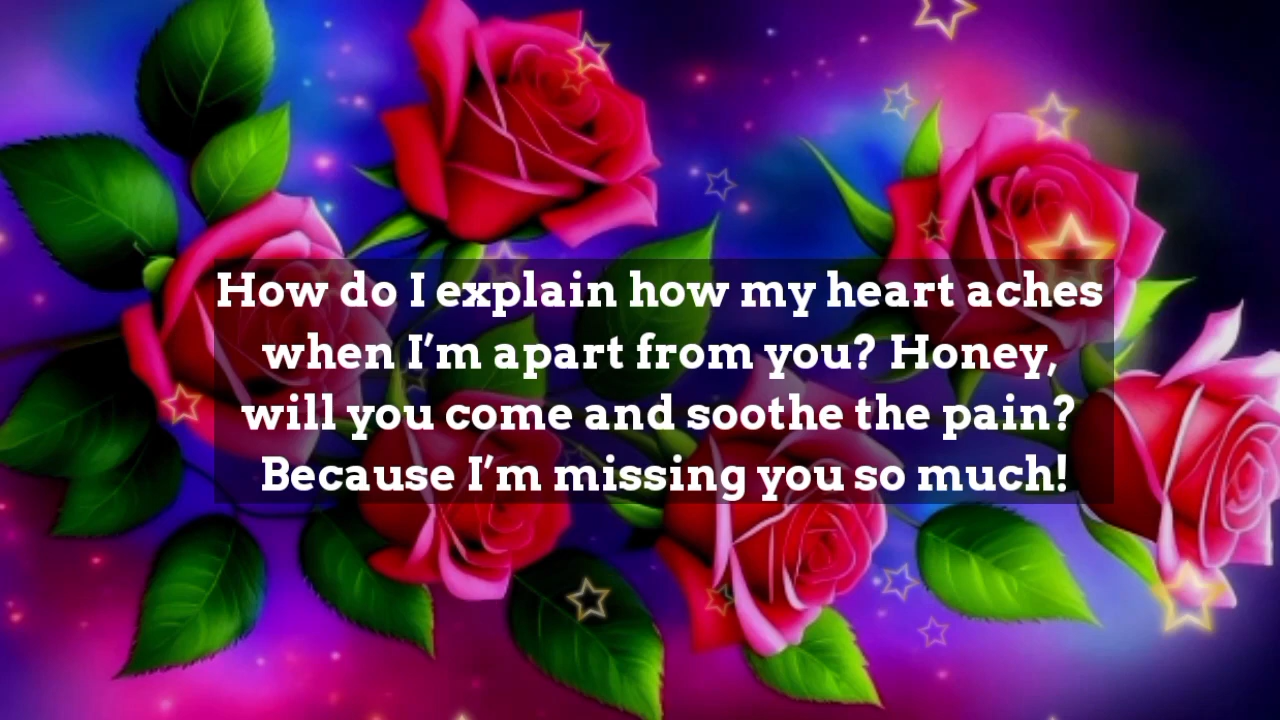 How do I explain how my heart aches
when I’m apart from you? Honey,
will you come and soothe the pain?
Because I’m missing you so much!